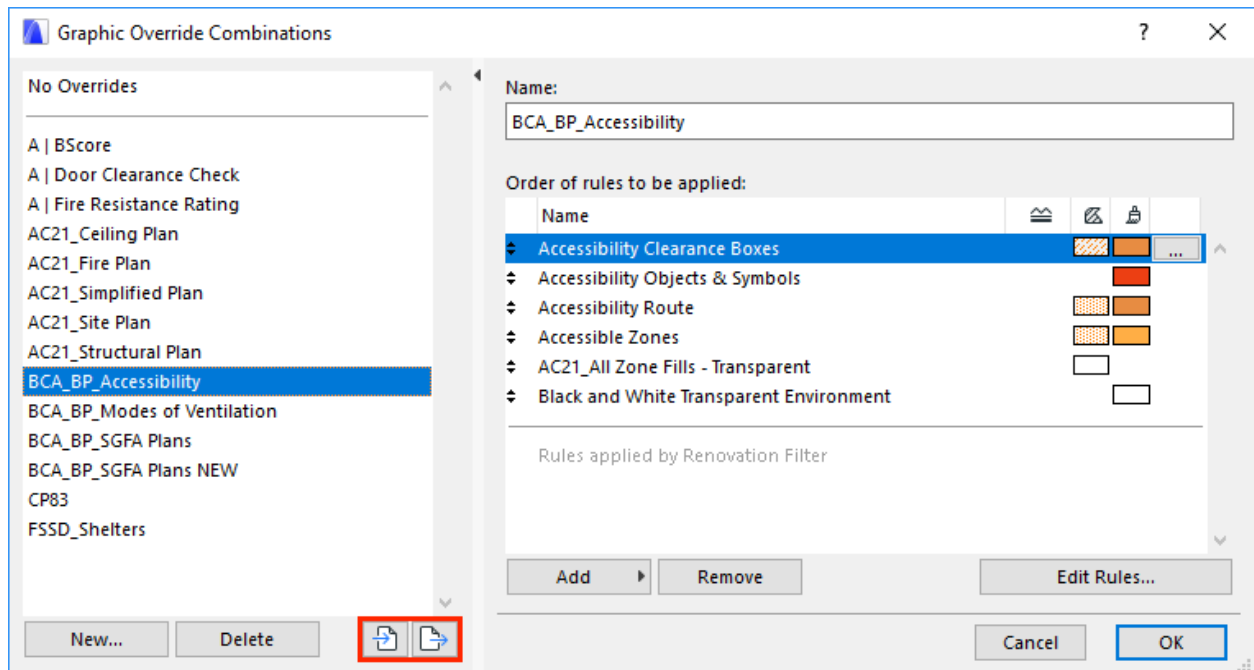 Graphic Override Combinations
?
No Overrides
A | BScore
A | Door Clearance Check
A | Fire Resistance Rating
AC21_Ceiling Plan
AC21_Fire Plan
AC21_Simplified Plan
AC21_Site Plan
AC21_Structural Plan
BCA_BP_Accessibility
BCA_BP_Modes of Ventilation
BCA_BP_SGFA Plans
BCA_BP_SGFA Plans NEW
CP83
FSSD_Shelters
New...
Delete
Name:
BCA_BP_Accessibility
Order of rules to be applied:
Name
Accessibility Clearance Boxes
...
Accessibility Objects & Symbols
Accessibility Route
Accessible Zones
AC21_All Zone Fills - Transparent
Black and White Transparent Environment
Rules applied by Renovation Filter
Add
Remove
Edit Rules...
Cancel
OK